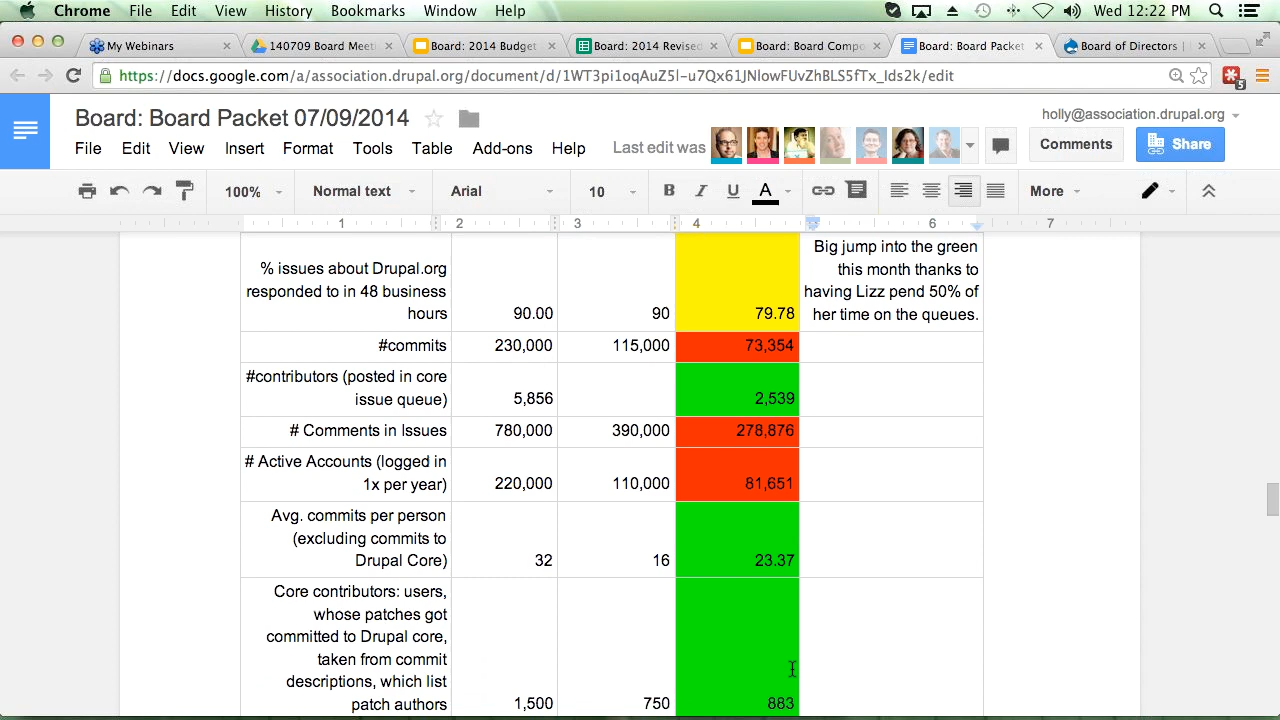 Chrome File Edit View History Bookmarks Window Help Wed 12:22 PM
My Webinars 140709 Board Meeti Board: 2014 Budget Board: 2014 Revised Board: Board Compo Board: Board Packet Board of Directors |
https://docs.google.com/a/association.drupal.org/document/d/ 5
Board: Board Packet 07/09/2014
holly@association.drupal.org
File Edit View Insert Format Tools Table Add-ons Help Last edit was Comments Share
100% Normal text Arial 10 B I U A More
1 2 3 4 6 7
% issues about Drupal.org
responded to in 48 business
hours 90.00 90 79.78
Big jump into the green
this month thanks to
having Lizz pend 50% of
her time on the queues.
#commits 230,000 115,000 73,354
#contributors (posted in core
issue queue) 5,856 2,539
# Comments in Issues 780,000 390,000 278,876
# Active Accounts (logged in
1x per year) 220,000 110,000 81,651
Avg. commits per person
(excluding commits to
Drupal Core) 32 16 23.37
Core contributors: users,
whose patches got
committed to Drupal core,
taken from commit
descriptions, which list
patch authors 1,500 750 883